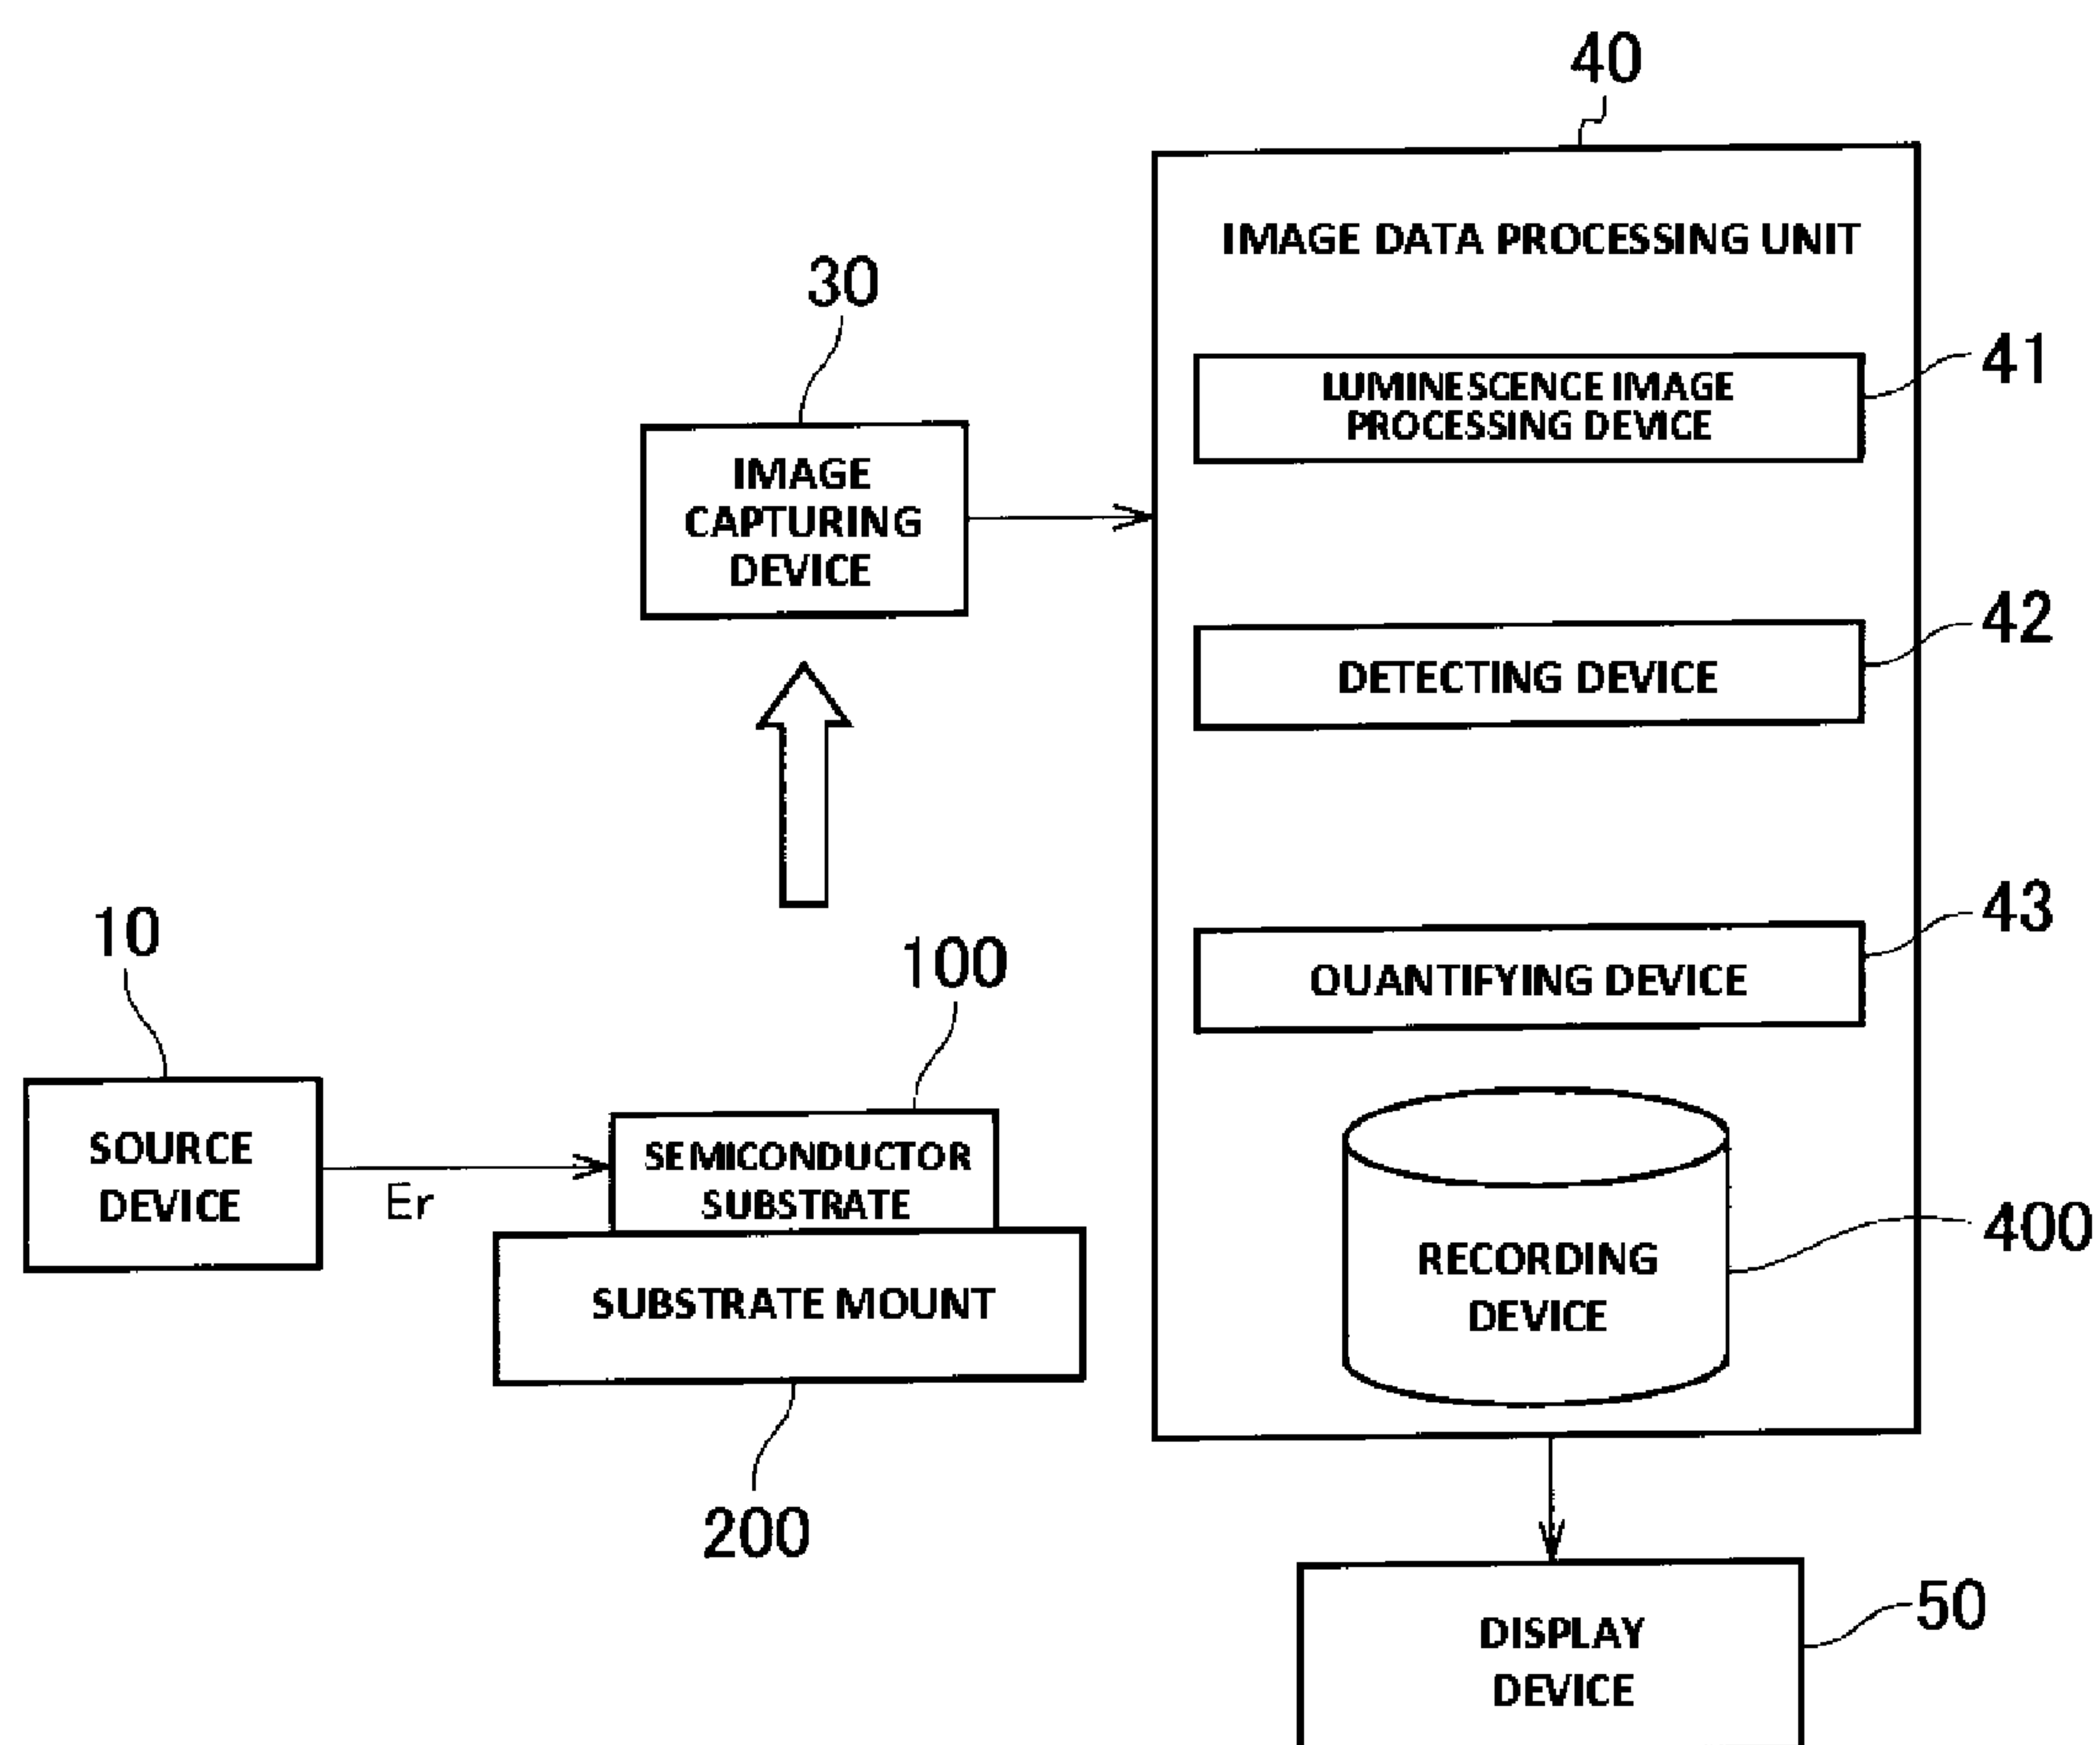 40
IMAGE DATA PROCESSING UNIT
30
41
LUMINESCENCE IMAGE
PROCESSING DEVICE
IMAGE
CAPTURING
DEVICE
42
DETECTING DEVICE
43
QUANTIFYING DEVICE
10
100
SOURCE
DEVICE
Er
SEMICONDUCTOR
SUBSTRATE
SUBSTRATE MOUNT
200
400
RECORDING
DEVICE
50
DISPLAY
DEVICE